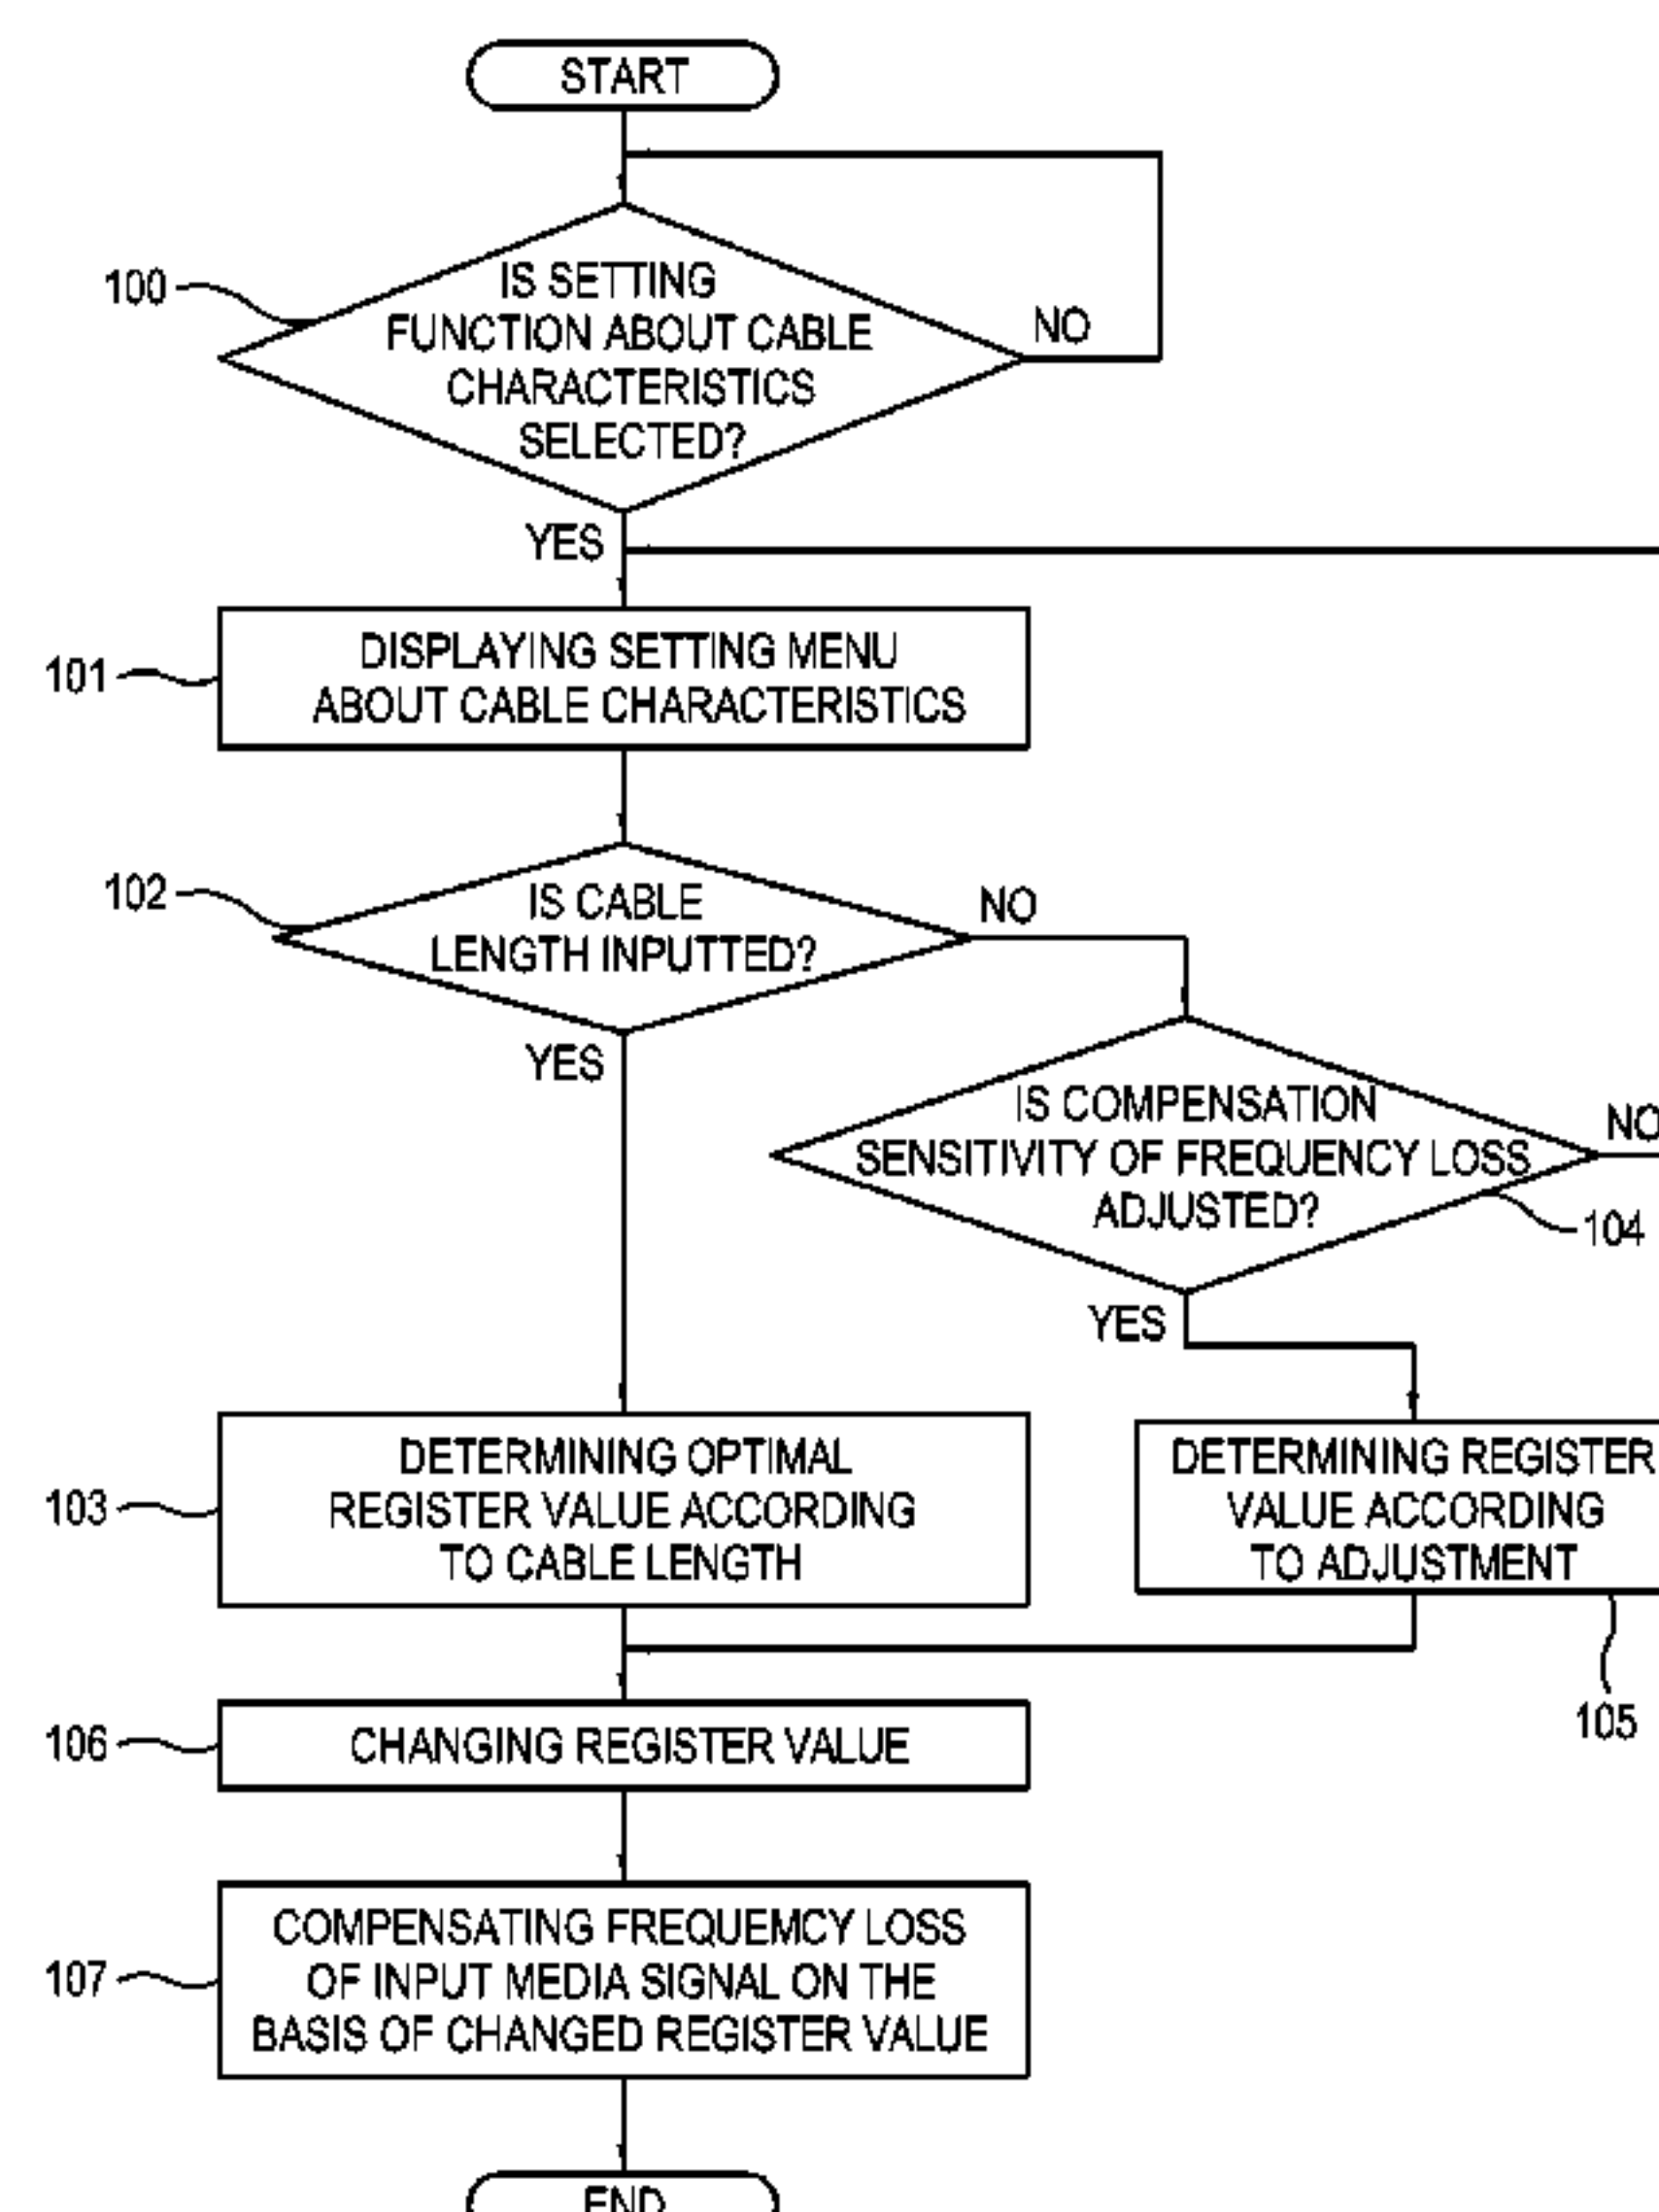 START
100
IS SETTING
FUNCTION ABOUT CABLE
CHARACTERISTICS
SELECTED?
NO
YES
101
DISPLAYING SETTING MENU
ABOUT CABLE CHARACTERISTICS
102
IS CABLE
LENGTH INPUTTED?
NO
YES
IS COMPENSATION
SENSITIVITY OF FREQUENCY LOSS
ADJUSTED?
NO
104
YES
103
DETERMINING OPTIMAL
REGISTER VALUE ACCORDING
TO CABLE LENGTH
DETERMINING REGISTER
VALUE ACCORDING
TO ADJUSTMENT
105
106
CHANGING REGISTER VALUE
107
COMPENSATING FREQUEMCY LOSS
OF INPUT MEDIA SIGNAL ON THE
BASIS OF CHANGED REGISTER VALUE
END